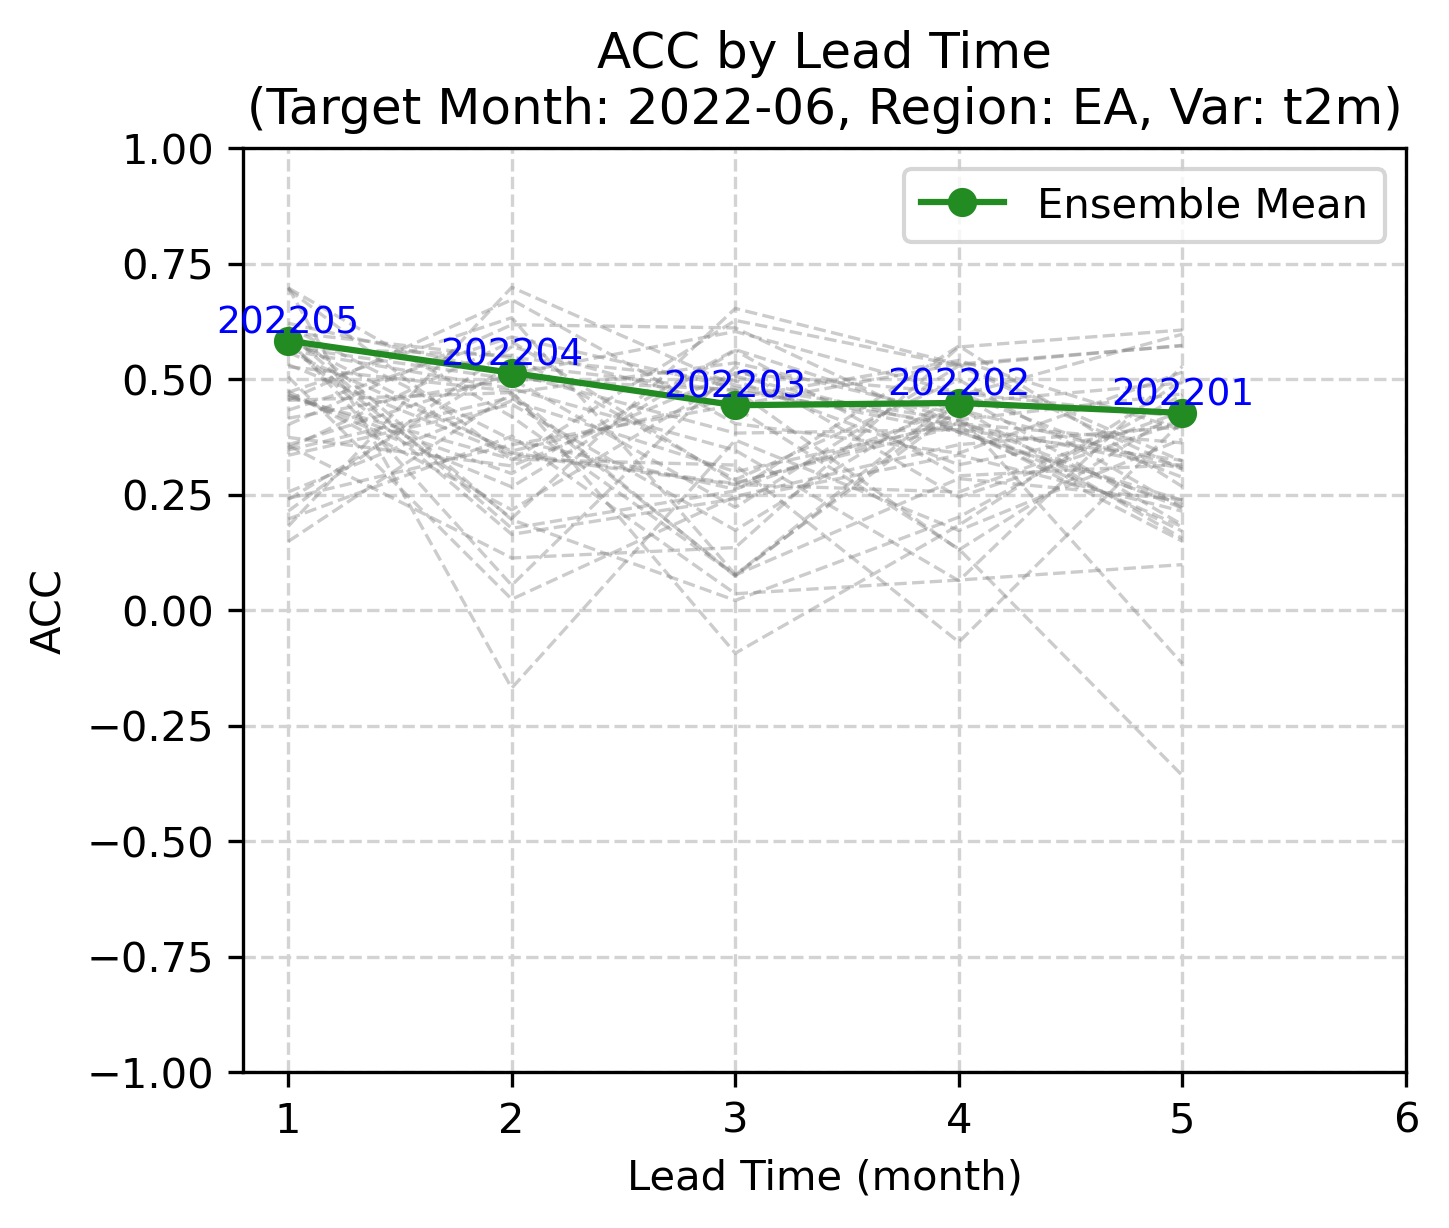 ACC by Lead Time
(Target Month: 2022-06, Region: EA, Var: t2m)
1.00
0.75
0.50
0.25
0.00
−0.25
−0.50
−0.75
−1.00
ACC
Ensemble Mean
202205
202204
202203
202202
202201
1 2 3 4 5 6
Lead Time (month)